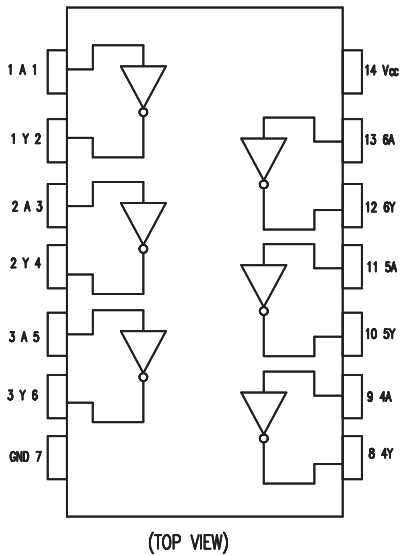 1 A 1
1 Y 2
2 A 3
2 Y 4
3 A 5
3 Y 6
GND 7
14 Vcc
13 6A
12 6Y
11 5A
10 5Y
9 4A
8 4Y
(TOP VIEW)